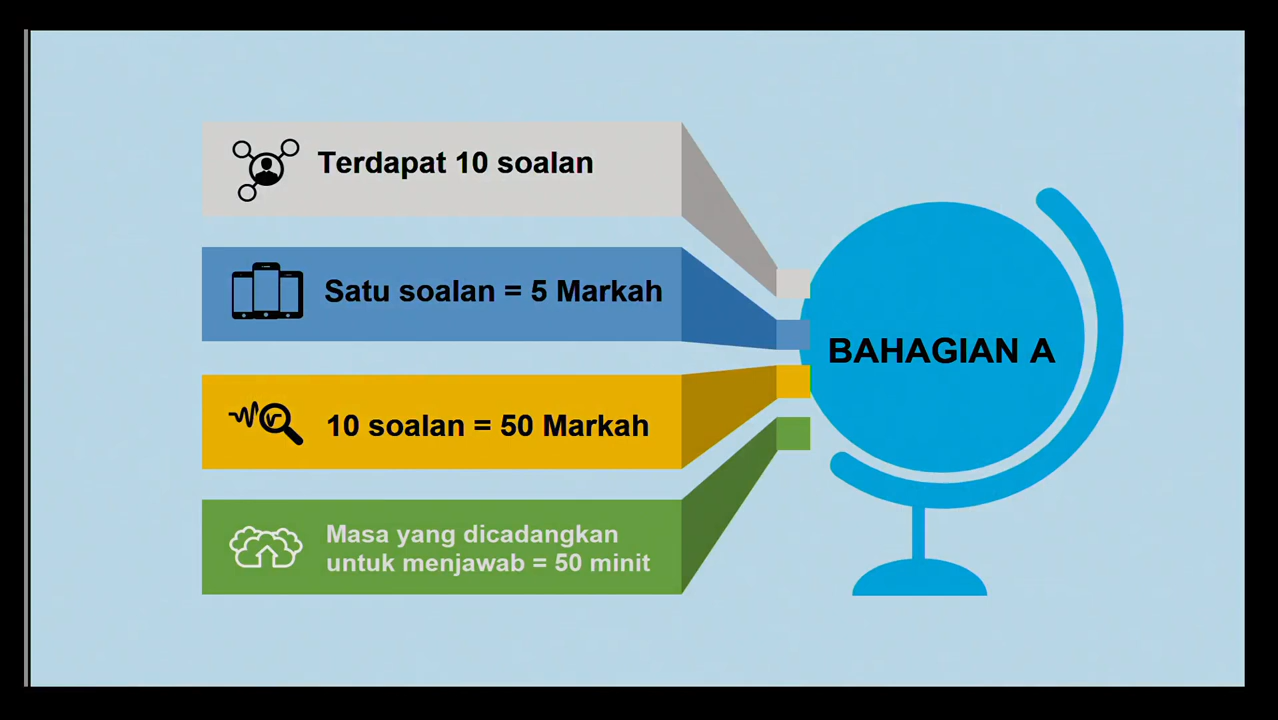 Terdapat 10 soalan
Satu soalan = 5 Markah
10 soalan = 50 Markah
Masa yang dicadangkan
untuk menjawab = 50 minit
BAHAGIAN A